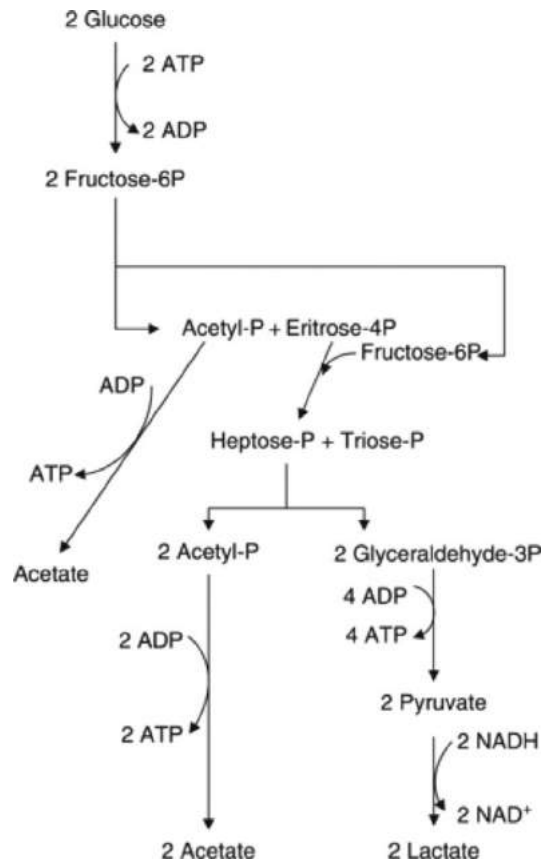 2 Glucose
2 ATP
2 ADP
2 Fructose-6P
Acetyl-P + Eritrose-4P
Fructose-6P
ADP
ATP
Heptose-P + Triose-P
Acetate
2 Acetyl-P
2 Glyceraldehyde-3P
4 ADP
4 ATP
2 ADP
2 ATP
2 Pyruvate
2 NADH
2 NAD⁺
2 Acetate
2 Lactate